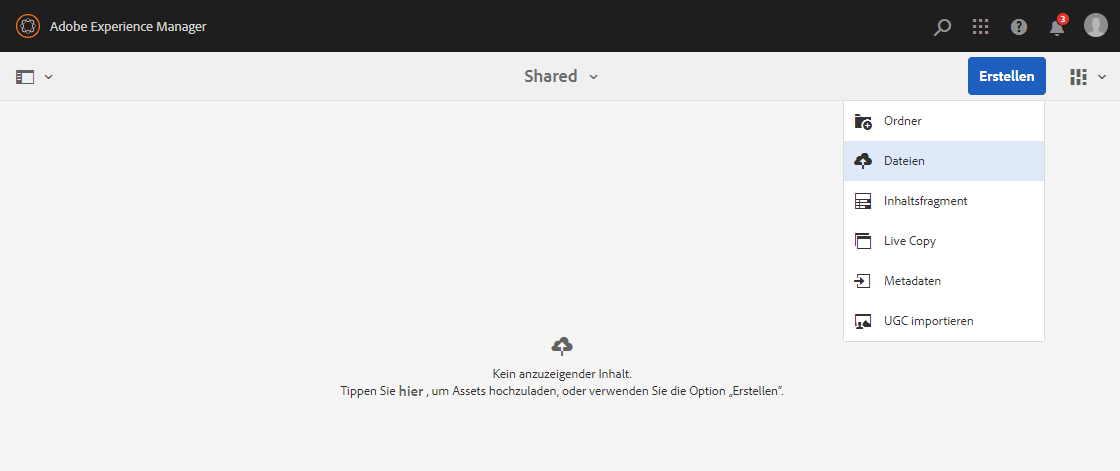 Adobe Experience Manager
3
Shared
Erstellen
Ordner
Dateien
Inhaltsfragment
Live Copy
Metadaten
UGC importieren
Kein anzuzeigender Inhalt.
Tippen Sie hier , um Assets hochzuladen, oder verwenden Sie die Option „Erstellen“.